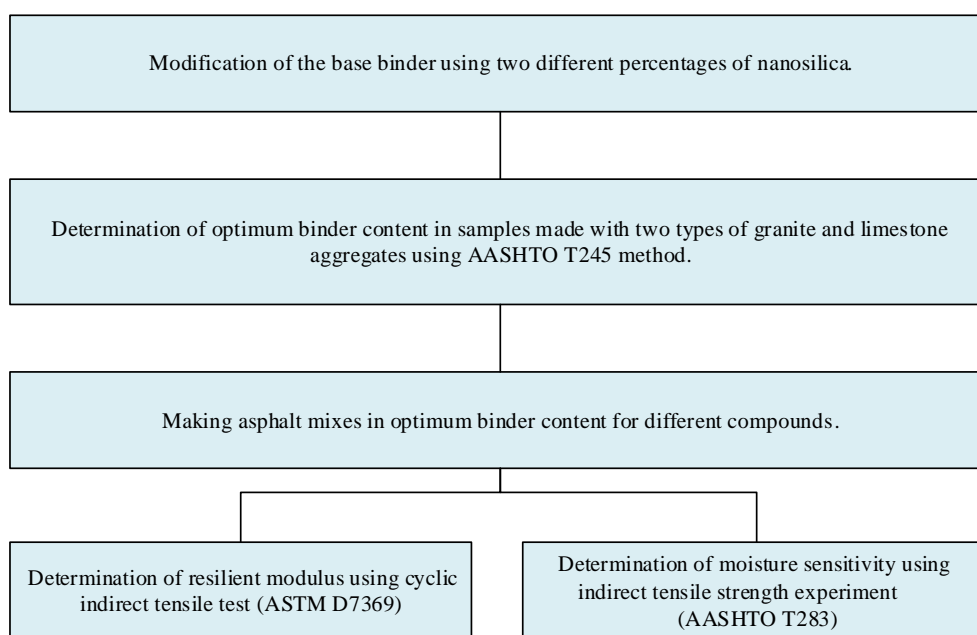 Modification of the base binder using two different percentages of nanosilica.
Determination of optimum binder content in samples made with two types of granite and limestone
aggregates using AASHTO T245 method.
Making asphalt mixes in optimum binder content for different compounds.
Determination of resilient modulus using cyclic
indirect tensile test (ASTM D7369)
Determination of moisture sensitivity using
indirect tensile strength experiment
(AASHTO T283)